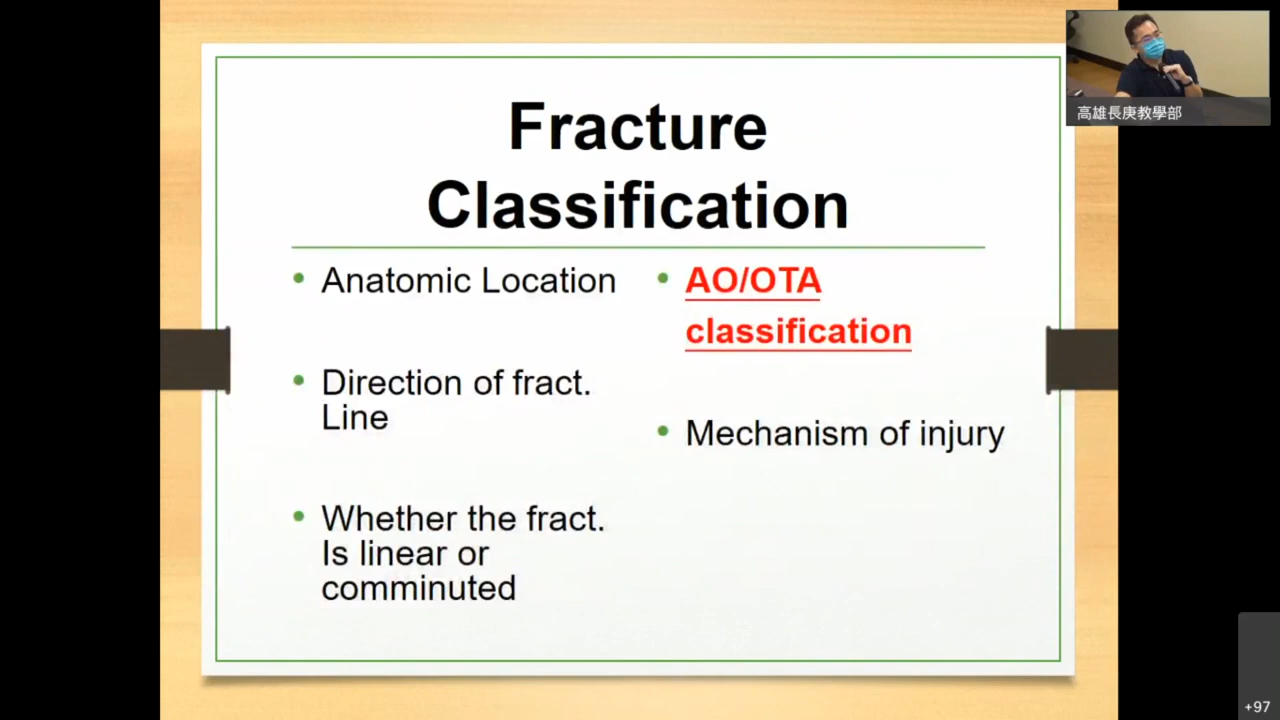 Fracture
Classification
Anatomic Location
Direction of fract.
Line
Whether the fract.
Is linear or
comminuted
AO/OTA
classification
Mechanism of injury
高雄長庚教學部
+97